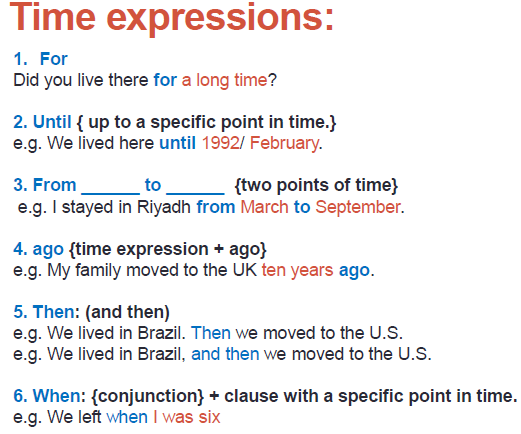 Time expressions:
1. For
Did you live there for a long time?
2. Until { up to a specific point in time.}
e.g. We lived here until 1992/ February.
3. From ______ to ______ {two points of time}
e.g. I stayed in Riyadh from March to September.
4. ago {time expression + ago}
e.g. My family moved to the UK ten years ago.
5. Then: (and then)
e.g. We lived in Brazil. Then we moved to the U.S.
e.g. We lived in Brazil, and then we moved to the U.S.
6. When: {conjunction} + clause with a specific point in time.
e.g. We left when I was six